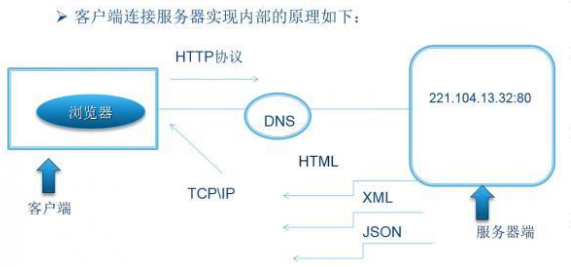 ➢ 客户端连接服务器实现内部的原理如下：
HTTP协议
浏览器
DNS
221.104.13.32:80
HTML
TCP\IP
XML
客户端
JSON
服务器端